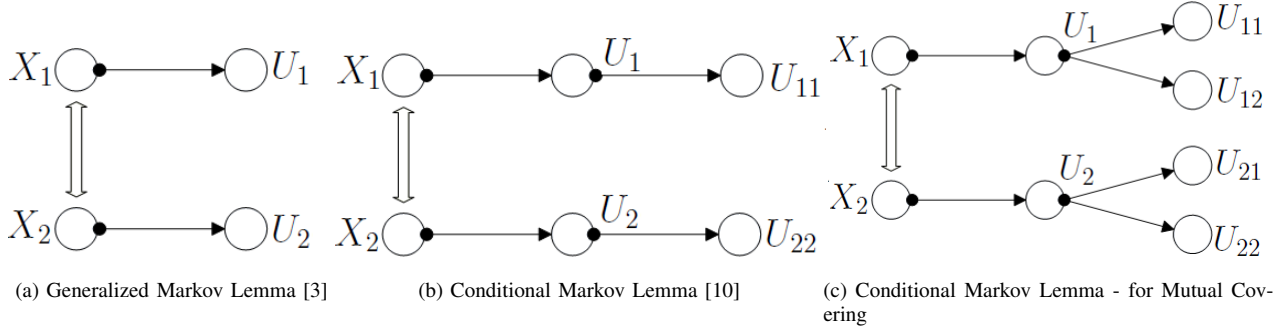 X1
U1
X2
U2
(a) Generalized Markov Lemma [3]
X1
U1
U11
X2
U2
U22
(b) Conditional Markov Lemma [10]
X1
U1
U11
U12
X2
U2
U21
U22
(c) Conditional Markov Lemma - for Mutual Cov-
ering